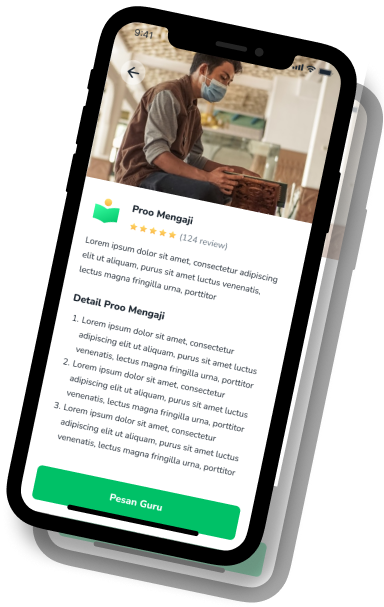 9:41
Proo Mengaji
(124 review)
Lorem ipsum dolor sit amet, consectetur adipiscing
elit ut aliquam, purus sit amet luctus venenatis,
lectus magna fringilla urna, porttitor
Detail Proo Mengaji
1. Lorem ipsum dolor sit amet, consectetur
adipiscing elit ut aliquam, purus sit amet luctus
venenatis, lectus magna fringilla urna, porttitor
2. Lorem ipsum dolor sit amet, consectetur
adipiscing elit ut aliquam, purus sit amet luctus
venenatis, lectus magna fringilla urna, porttitor
3. Lorem ipsum dolor sit amet, consectetur
adipiscing elit ut aliquam, purus sit amet luctus
venenatis, lectus magna fringilla urna, porttitor
Pesan Guru